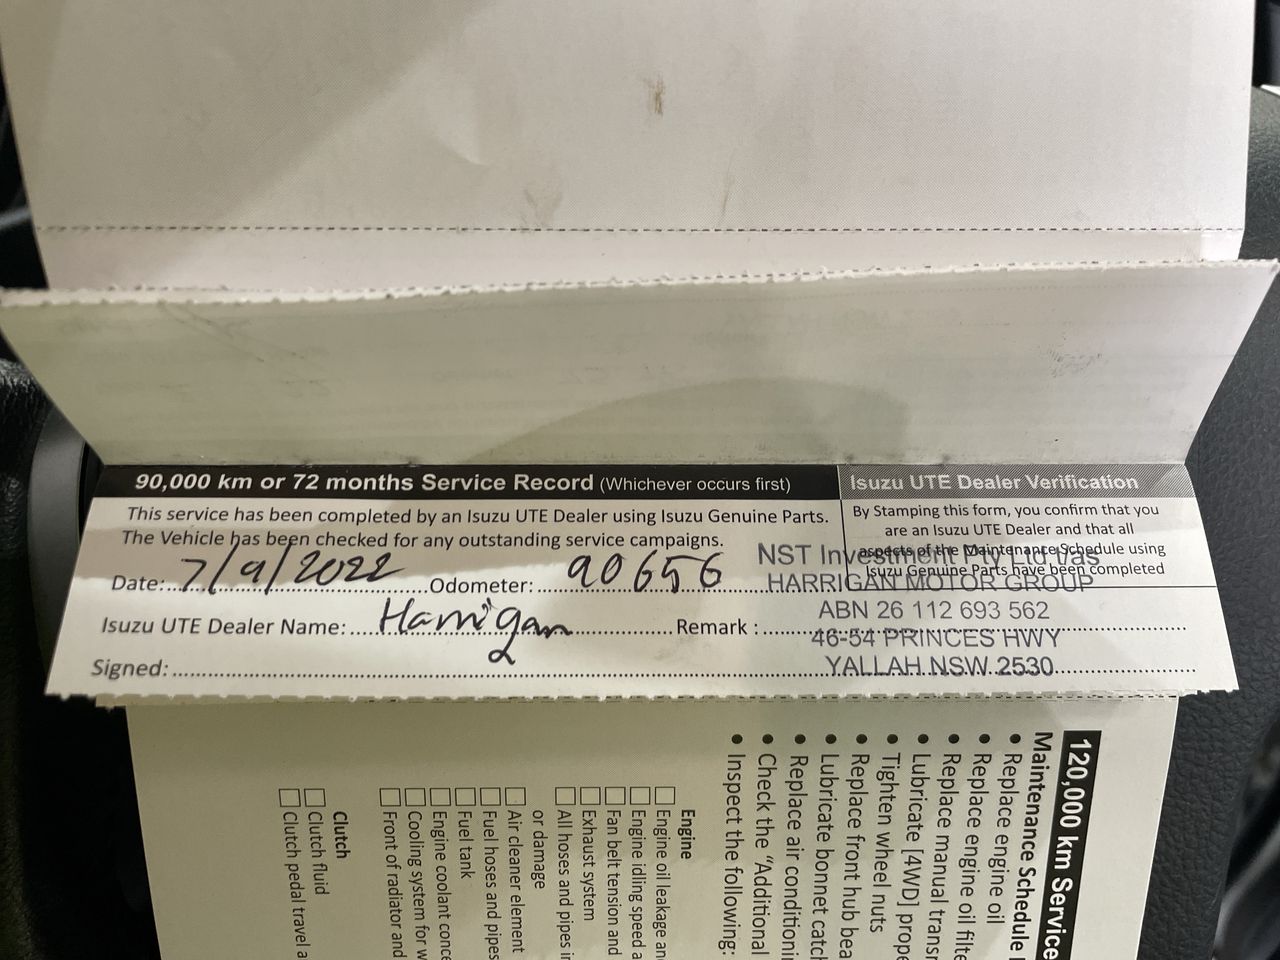 90,000 km or 72 months Service Record (Whichever occurs first)
Isuzu UTE Dealer Verification
This service has been completed by an Isuzu UTE Dealer using Isuzu Genuine Parts.
The Vehicle has been checked for any outstanding service campaigns.
By Stamping this form, you confirm that you
are an Isuzu UTE Dealer and that all
aspects of the Maintenance Schedule using
Isuzu Genuine Parts have been completed
Date: 7/9/2022 Odometer: 90656
Isuzu UTE Dealer Name: Harrigan Remark :
Signed:
NST Investment Pty Ltd Tas
HARRIGAN MOTOR GROUP
ABN 26 112 693 562
46-54 PRINCES HWY
YALLAH NSW 2530
120,000 km Service
Maintenance Schedule
• Replace engine oil
• Replace engine oil
• Replace manual
• Lubricate [4WD]
• Tighten wheel nuts
• Replace front hub
• Lubricate bonnet
• Replace air
• Check the "Additional
• Inspect the following:
Engine
Engine oil leakage
Engine idling speed
Fan belt tension and
Exhaust system
All hoses and pipes
or damage
Air cleaner element
Fuel hoses and pipes
Fuel tank
Engine coolant
Cooling system for
Front of radiator and
Clutch
Clutch fluid
Clutch pedal travel